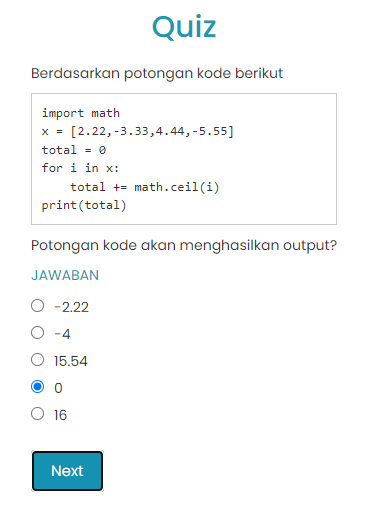 Quiz
Berdasarkan potongan kode berikut
import math
x = [2.22,-3.33,4.44,-5.55]
total = 0
for i in x:
    total += math.ceil(i)
print(total)
Potongan kode akan menghasilkan output?
JAWABAN
-2.22
-4
15.54
0
16
Next